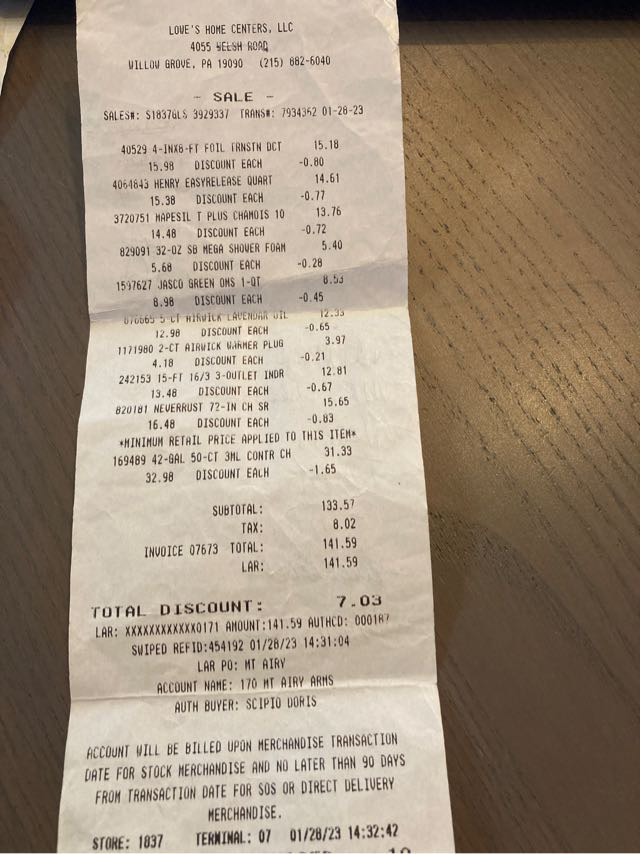 LOWE'S HOME CENTERS, LLC
4055 WELSH ROAD
WILLOW GROVE, PA 19090 (215) 882-6040
- SALE -
SALES#: S1837GLS 3929337 TRANS#: 7934362 01-28-23
40529 4-INX8-FT FOIL TRNSTN DCT 15.18
15.98 DISCOUNT EACH -0.80
4064843 HENRY EASYRELEASE QUART 14.61
15.38 DISCOUNT EACH -0.77
3720751 MAPESIL T PLUS CHAMOIS 10 13.76
14.48 DISCOUNT EACH -0.72
829091 32-OZ SB MEGA SHOWER FOAM 5.40
5.68 DISCOUNT EACH -0.28
1597627 JASCO GREEN OMS 1-QT 8.53
8.98 DISCOUNT EACH -0.45
876665 5-CT AIRWICK LAVENDAR OIL 12.33
12.98 DISCOUNT EACH -0.65
1171980 2-CT AIRWICK WARMER PLUG 3.97
4.18 DISCOUNT EACH -0.21
242153 15-FT 16/3 3-OUTLET INDR 12.81
13.48 DISCOUNT EACH -0.67
820181 NEVERRUST 72-IN CH SR 15.65
16.48 DISCOUNT EACH -0.83
*MINIMUM RETAIL PRICE APPLIED TO THIS ITEM*
169489 42-GAL 50-CT 3ML CONTR CH 31.33
32.98 DISCOUNT EACH -1.65
SUBTOTAL: 133.57
TAX: 8.02
INVOICE 07673 TOTAL: 141.59
LAR: 141.59
TOTAL DISCOUNT: 7.03
LAR: XXXXXXXXXXXX0171 AMOUNT:141.59 AUTHCD: 000187
SWIPED REFID:454192 01/28/23 14:31:04
LAR PO: MT AIRY
ACCOUNT NAME: 170 MT AIRY ARMS
AUTH BUYER: SCIPIO DORIS
ACCOUNT WILL BE BILLED UPON MERCHANDISE TRANSACTION
DATE FOR STOCK MERCHANDISE AND NO LATER THAN 90 DAYS
FROM TRANSACTION DATE FOR SOS OR DIRECT DELIVERY
MERCHANDISE.
STORE: 1837 TERMINAL: 07 01/28/23 14:32:42